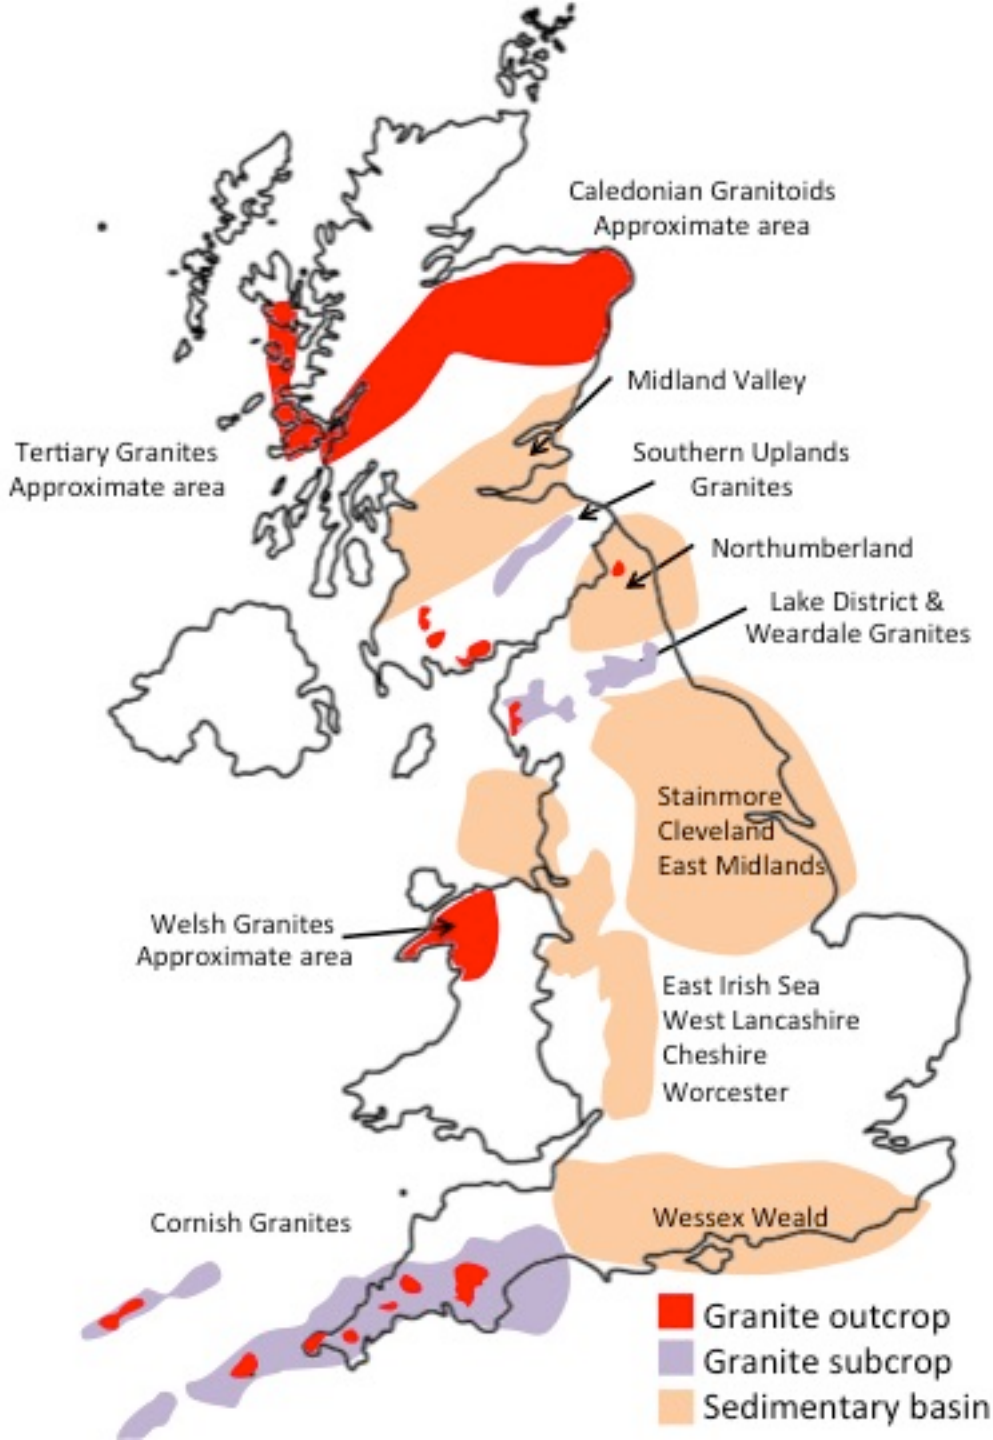 Caledonian Granitoids
Approximate area
Midland Valley
Tertiary Granites
Approximate area
Southern Uplands
Granites
Northumberland
Lake District &
Weardale Granites
Stainmore
Cleveland
East Midlands
Welsh Granites
Approximate area
East Irish Sea
West Lancashire
Cheshire
Worcester
Cornish Granites
Wessex Weald
Granite outcrop
Granite subcrop
Sedimentary basin